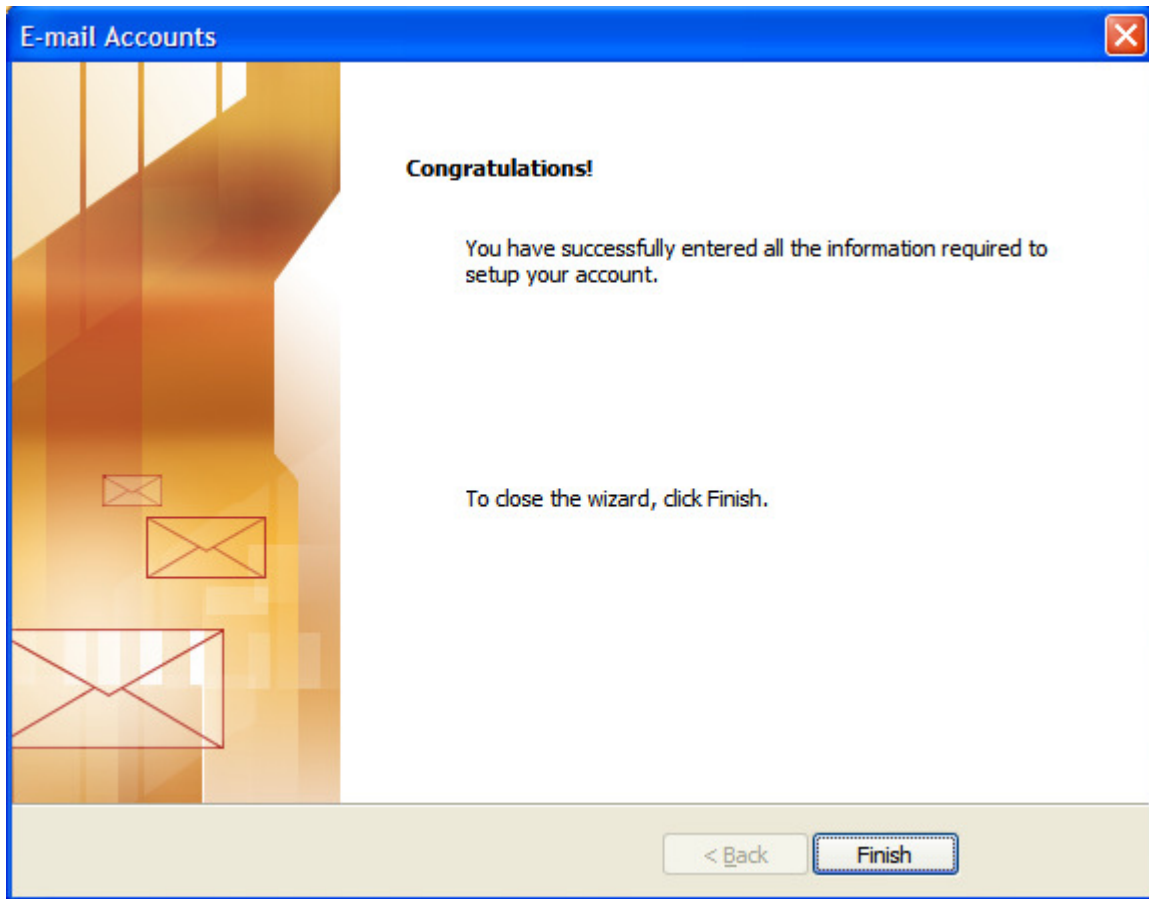 E-mail Accounts
Congratulations!
You have successfully entered all the information required to
setup your account.
To close the wizard, click Finish.
< Back
Finish